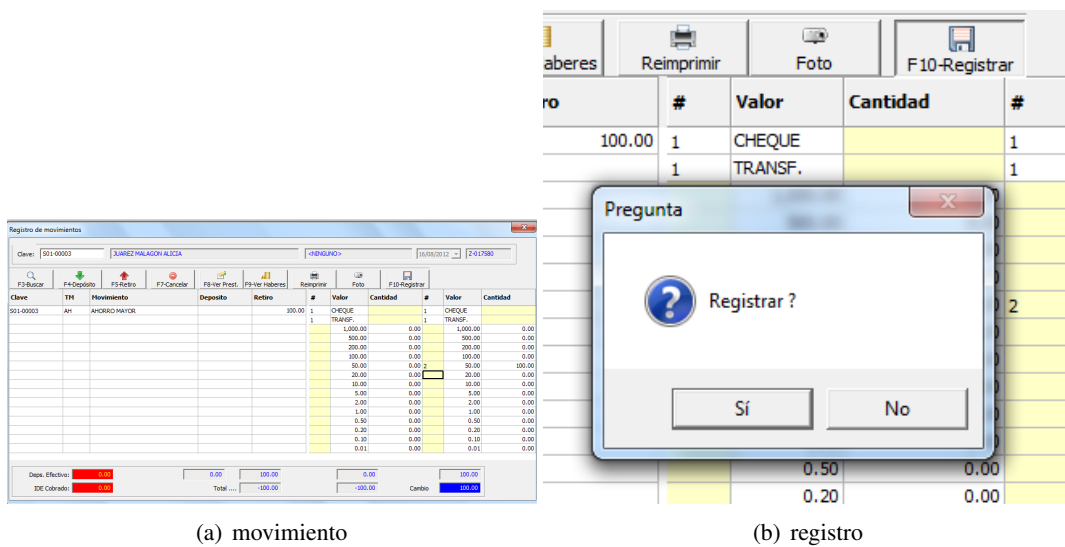 Registro de movimientos
Clave: S01-00003 JUAREZ MALAGON ALICIA <NINGUNO> 16/08/2012 Z-017580
F3-Buscar F4-Depósito F5-Retiro F7-Cancelar F8-Ver Prest. F9-Ver Haberes Reimprimir Foto F10-Registrar
Clave TM Movimiento Deposito Retiro # Valor Cantidad # Valor Cantidad
S01-00003 AH AHORRO MAYOR 100.00 1 CHEQUE 1 CHEQUE
1 TRANSF. 1 TRANSF.
1,000.00 0.00 1,000.00 0.00
500.00 0.00 500.00 0.00
200.00 0.00 200.00 0.00
100.00 0.00 100.00 0.00
50.00 0.00 2 50.00 100.00
20.00 0.00 20.00 0.00
10.00 0.00 10.00 0.00
5.00 0.00 5.00 0.00
2.00 0.00 2.00 0.00
1.00 0.00 1.00 0.00
0.50 0.00 0.50 0.00
0.20 0.00 0.20 0.00
0.10 0.00 0.10 0.00
0.01 0.00 0.01 0.00
Deps. Efectivo: 0.00 0.00 100.00 0.00 100.00
IDE Cobrado: 0.00 Total .... -100.00 -100.00 Cambio 100.00
(a) movimiento
aberes Reimprimir Foto F10-Registrar
ro # Valor Cantidad #
100.00 1 CHEQUE 1
1 TRANSF. 1
Pregunta
2
Registrar ?
Sí No
0.50 0.00
0.20 0.00
(b) registro